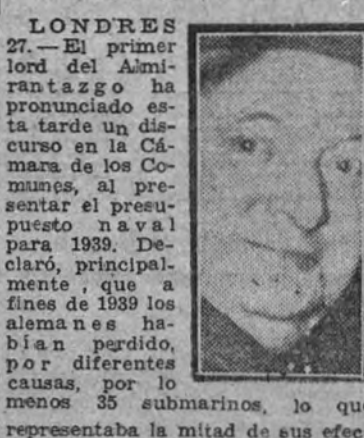 LONDRES
27. — El primer
lord del Almi-
rantazgo ha
pronunciado es-
ta tarde un dis-
curso en la Cá-
mara de los Co-
munes, al pre-
sentar el presu-
puesto naval
para 1939. De-
claró, principal-
mente, que a
fines de 1939 los
alemanes ha-
bían perdido,
por diferentes
causas, por lo
menos 35 submarinos, lo que
representaba la mitad de sus efec-